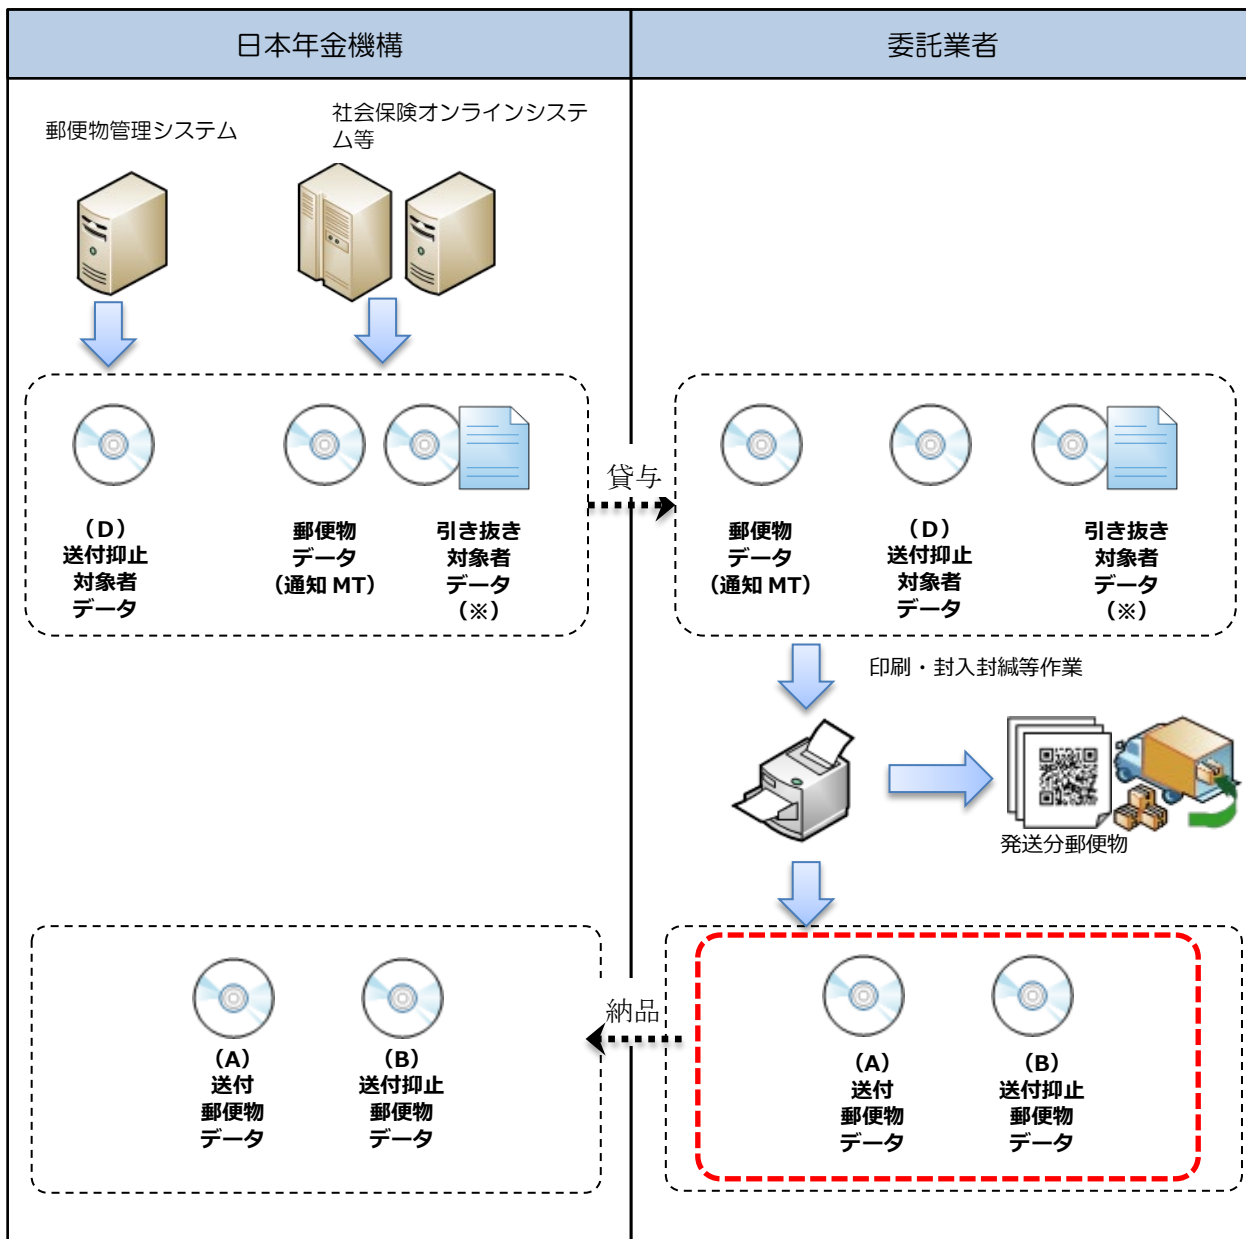 日本年金機構
委託業者
郵便物管理システム
社会保険オンラインシステ
ム等
（D）
送付抑止
対象者
データ
郵便物
データ
（通知 MT）
引き抜き
対象者
データ
（※）
貸与
郵便物
データ
（通知 MT）
（D）
送付抑止
対象者
データ
引き抜き
対象者
データ
（※）
印刷・封入封緘等作業
発送分郵便物
（A）
送付
郵便物
データ
（B）
送付抑止
郵便物
データ
納品
（A）
送付
郵便物
データ
（B）
送付抑止
郵便物
データ